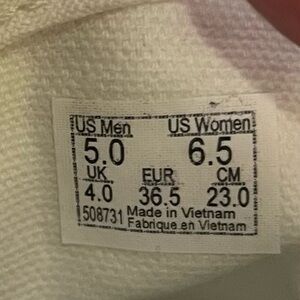 US Men US Women
5.0 6.5
UK EUR CM
4.0 36.5 23.0
508731 Made in Vietnam
Fabrique en Vietnam